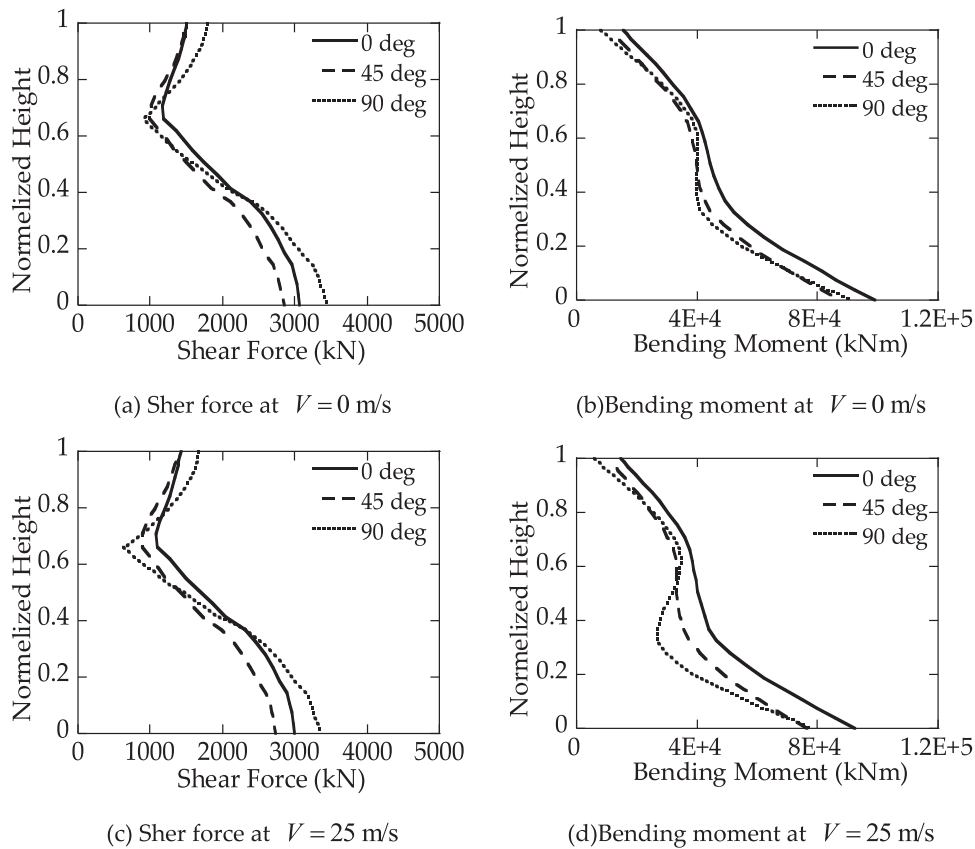 1
0.8
0.6
0.4
0.2
0
Normelized Height
0 deg
45 deg
90 deg
0 1000 2000 3000 4000 5000
Shear Force (kN)
(a) Sher force at V = 0 m/s
1
0.8
0.6
0.4
0.2
0
Normelized Height
0 deg
45 deg
90 deg
0 4E+4 8E+4 1.2E+5
Bending Moment (kNm)
(b)Bending moment at V = 0 m/s
1
0.8
0.6
0.4
0.2
0
Normelized Height
0 deg
45 deg
90 deg
0 1000 2000 3000 4000 5000
Shear Force (kN)
(c) Sher force at V = 25 m/s
1
0.8
0.6
0.4
0.2
0
Normelized Height
0 deg
45 deg
90 deg
0 4E+4 8E+4 1.2E+5
Bending Moment (kNm)
(d)Bending moment at V = 25 m/s